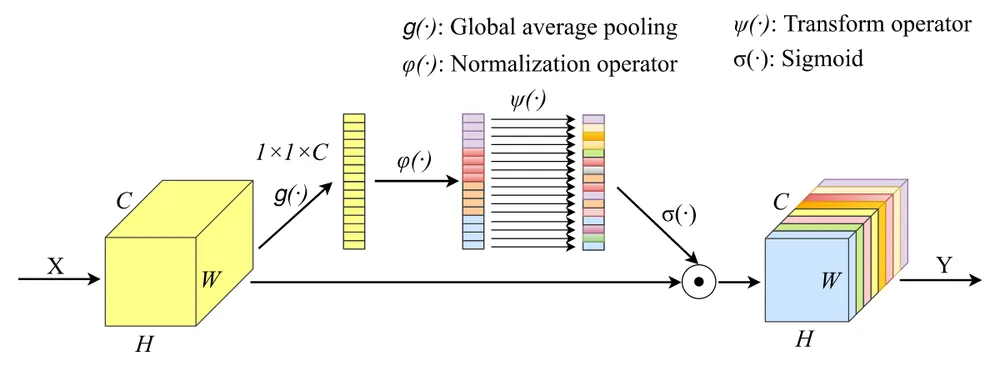 g(·): Global average pooling
ψ(·): Transform operator
φ(·): Normalization operator
σ(·): Sigmoid
ψ(·)
1×1×C
φ(·)
g(·)
C
σ(·)
C
X
W
W
Y
H
H